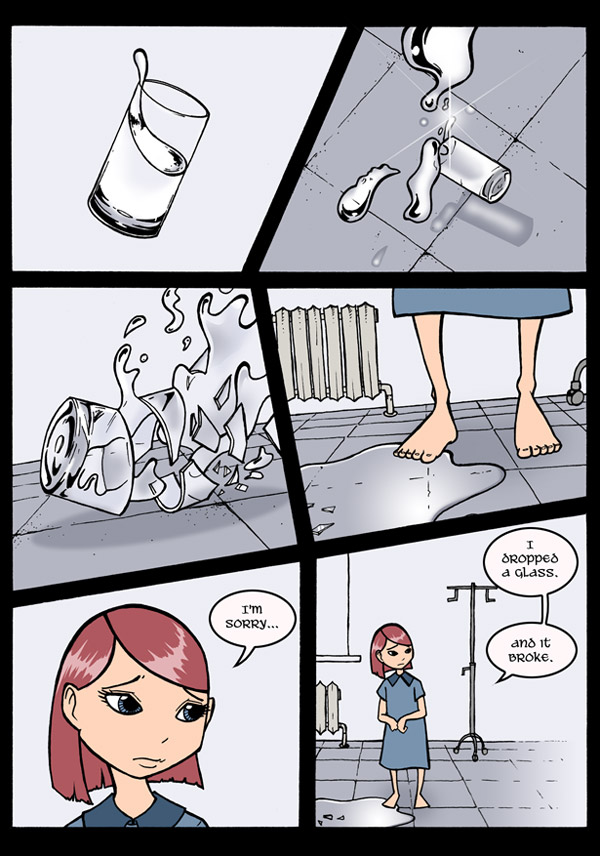 I'M
SORRY...
I
DROPPED
A GLASS.
AND IT
BROKE.